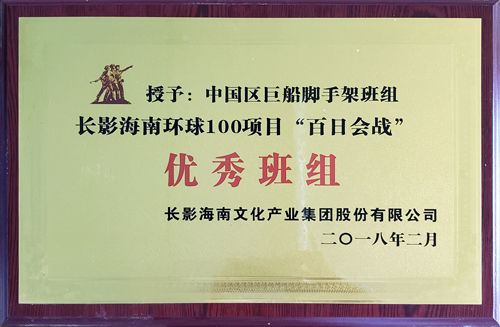 授予：中国区巨船脚手架班组
长影海南环球100项目“百日会战”
优秀班组
长影海南文化产业集团股份有限公司
二〇一八年二月